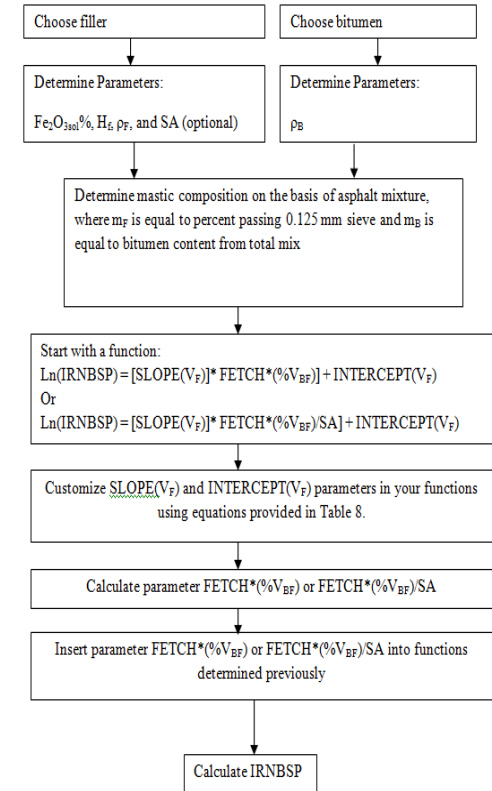 Choose filler
Choose bitumen
Determine Parameters:
Fe₂O₃sol%, Hf, ρF, and SA (optional)
Determine Parameters:
ρB
Determine mastic composition on the basis of asphalt mixture,
where mF is equal to percent passing 0.125 mm sieve and mB is
equal to bitumen content from total mix
Start with a function:
Ln(IRNBSP) = [SLOPE(VF)]* FETCH*(%VBF)] + INTERCEPT(VF)
Or
Ln(IRNBSP) = [SLOPE(VF)]* FETCH*(%VBF)/SA] + INTERCEPT(VF)
Customize SLOPE(VF) and INTERCEPT(VF) parameters in your functions
using equations provided in Table 8.
Calculate parameter FETCH*(%VBF) or FETCH*(%VBF)/SA
Insert parameter FETCH*(%VBF) or FETCH*(%VBF)/SA into functions
determined previously
Calculate IRNBSP